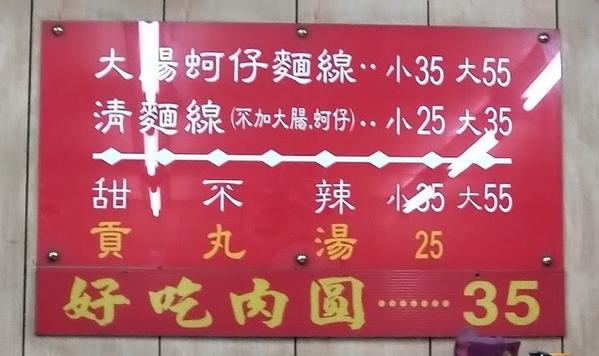 大腸蚵仔麵線‥小35 大55
清麵線(不加大腸.蚵仔)‥小25 大35
甜不辣 小35 大55
貢丸湯 25
好吃肉圓·······35